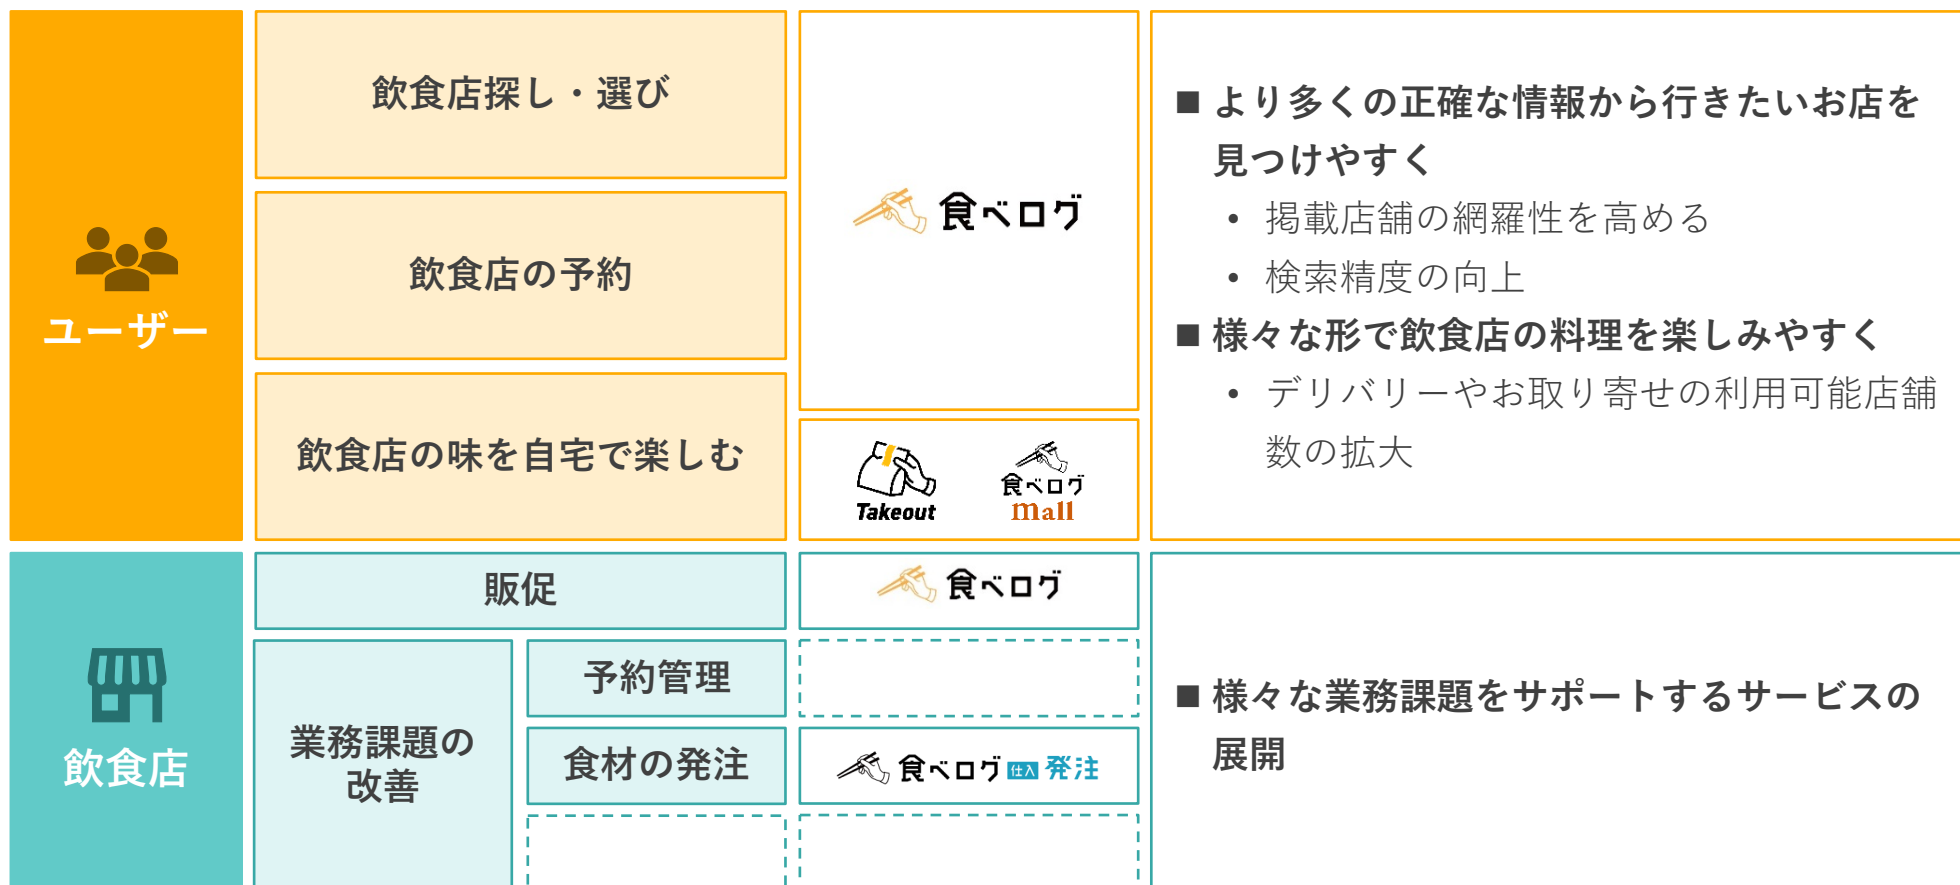 ユーザー
飲食店探し・選び
飲食店の予約
飲食店の味を自宅で楽しむ
食べログ
Takeout
食べログ
mall
■ より多くの正確な情報から行きたいお店を
見つけやすく
• 掲載店舗の網羅性を高める
• 検索精度の向上
■ 様々な形で飲食店の料理を楽しみやすく
• デリバリーやお取り寄せの利用可能店舗
数の拡大
飲食店
販促
食べログ
業務課題の
改善
予約管理
食材の発注
食べログ 仕入 発注
■ 様々な業務課題をサポートするサービスの
展開